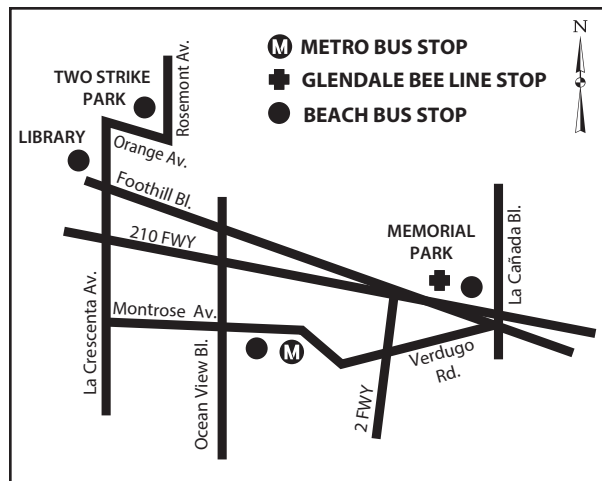 M METRO BUS STOP
GLENDALE BEE LINE STOP
BEACH BUS STOP
N
TWO STRIKE
PARK
Rosemont Av.
LIBRARY
Orange Av.
Foothill Bl.
210 FWY
MEMORIAL
PARK
La Cañada Bl.
La Crescenta Av.
Montrose Av.
Ocean View Bl.
M
Verdugo
Rd.
2 FWY